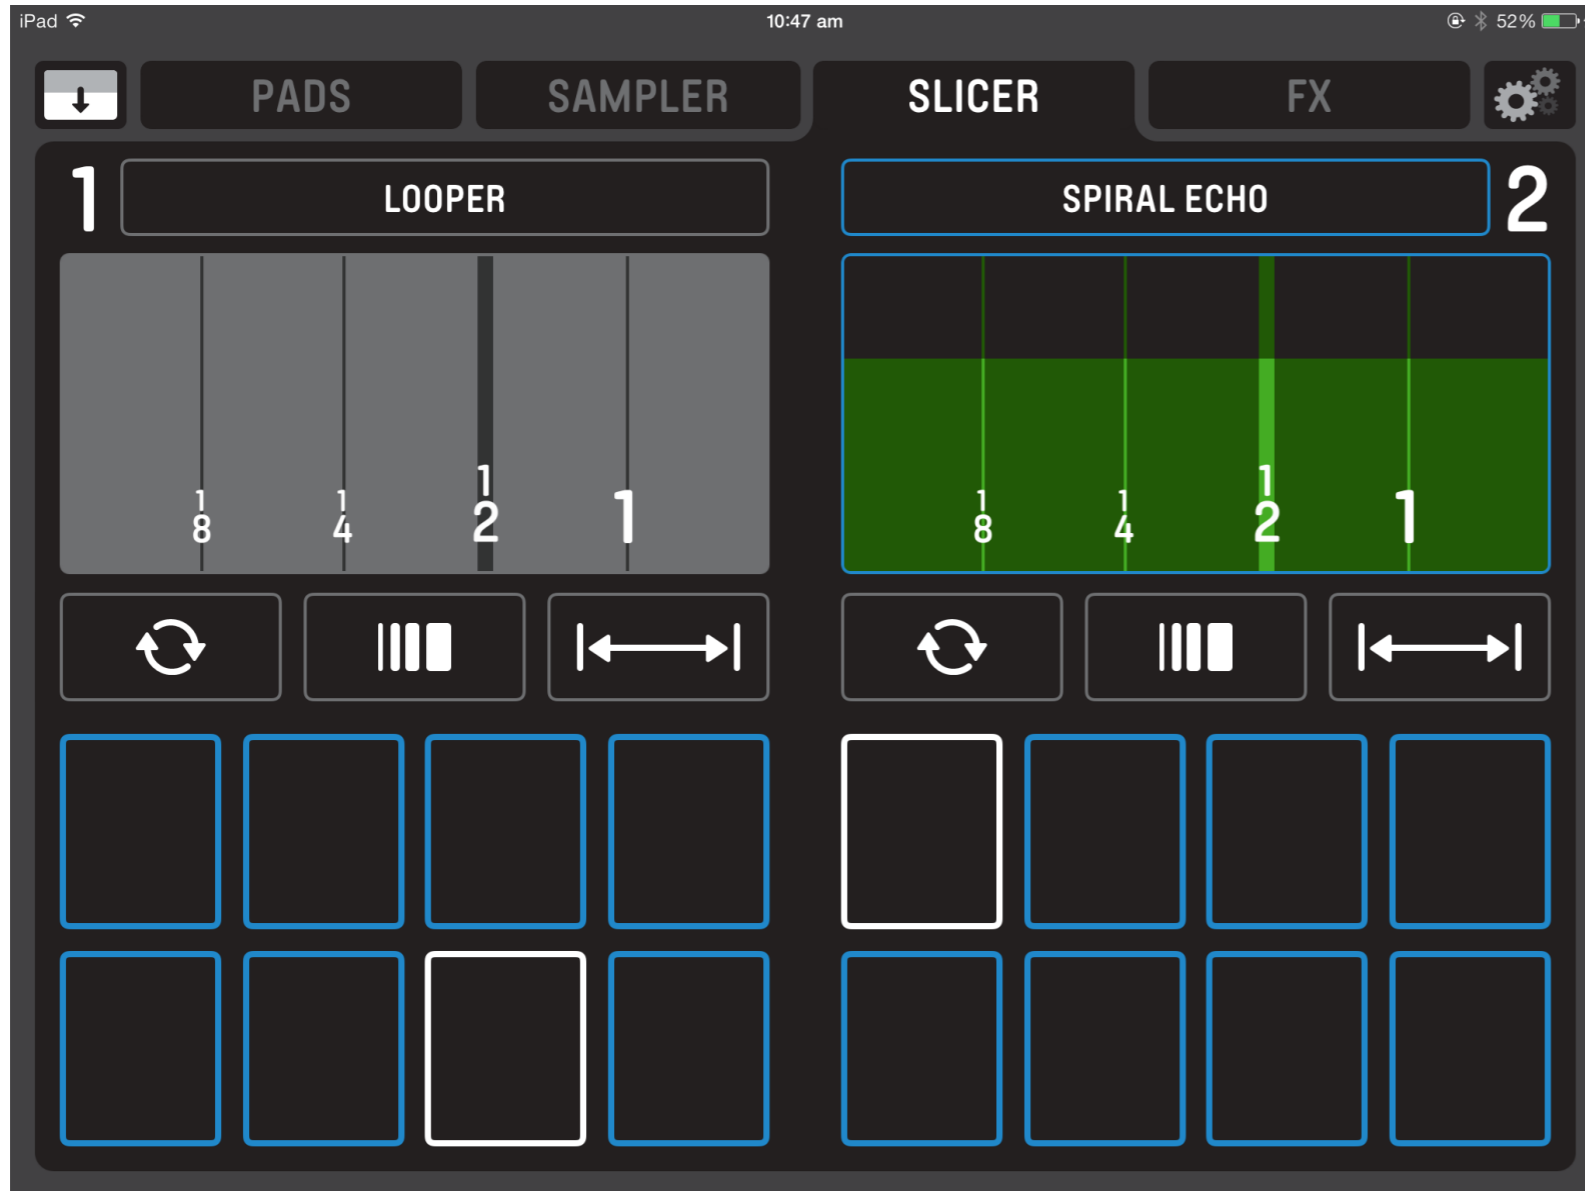 iPad 10:47 am 52%
PADS SAMPLER SLICER FX
1 LOOPER SPIRAL ECHO 2
1 1 1 1 1 1
8 4 2 1 8 4 2 1